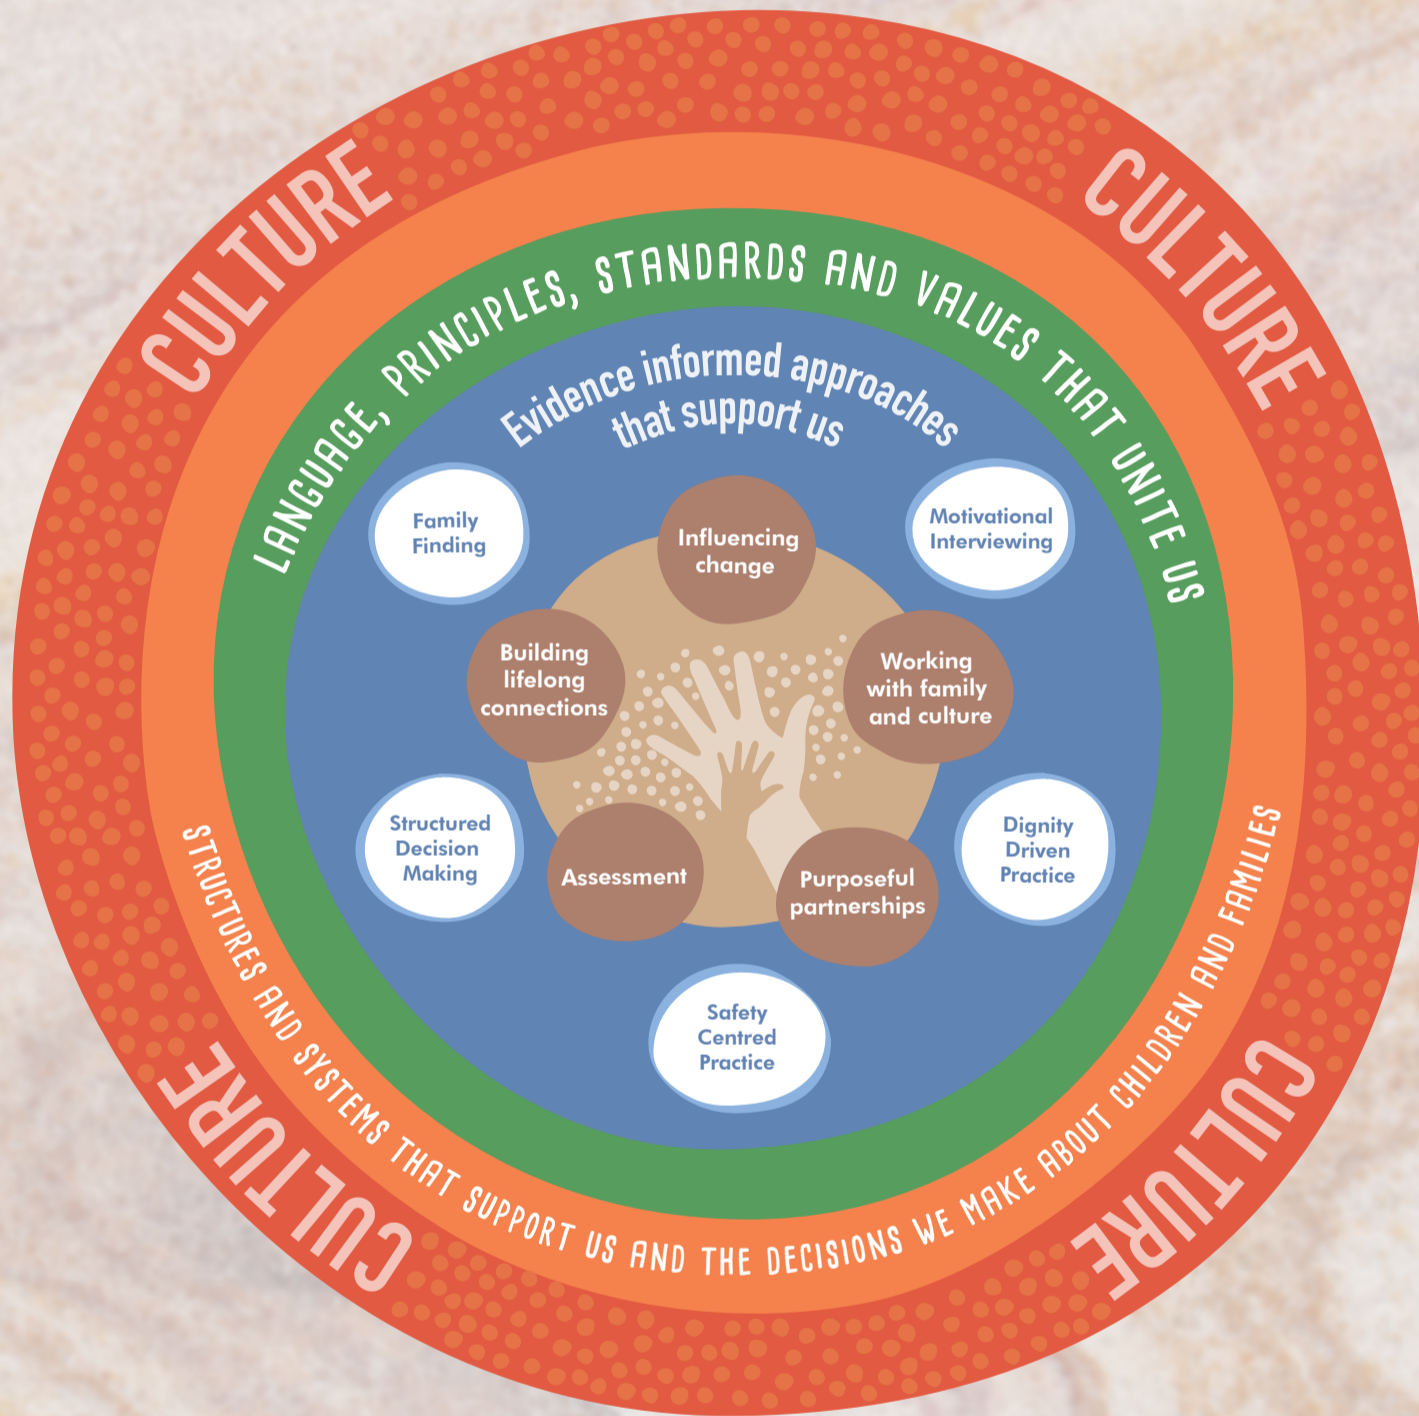 CULTURE
CULTURE
LANGUAGE, PRINCIPLES, STANDARDS AND VALUES THAT UNITE US
Evidence informed approaches
that support us
Family
Finding
Motivational
Interviewing
Influencing
change
Building
lifelong
connections
Working
with family
and culture
Structured
Decision
Making
Dignity
Driven
Practice
Assessment
Purposeful
partnerships
Safety
Centred
Practice
STRUCTURES AND SYSTEMS THAT SUPPORT US AND THE DECISIONS WE MAKE ABOUT CHILDREN AND FAMILIES
CULTURE
CULTURE